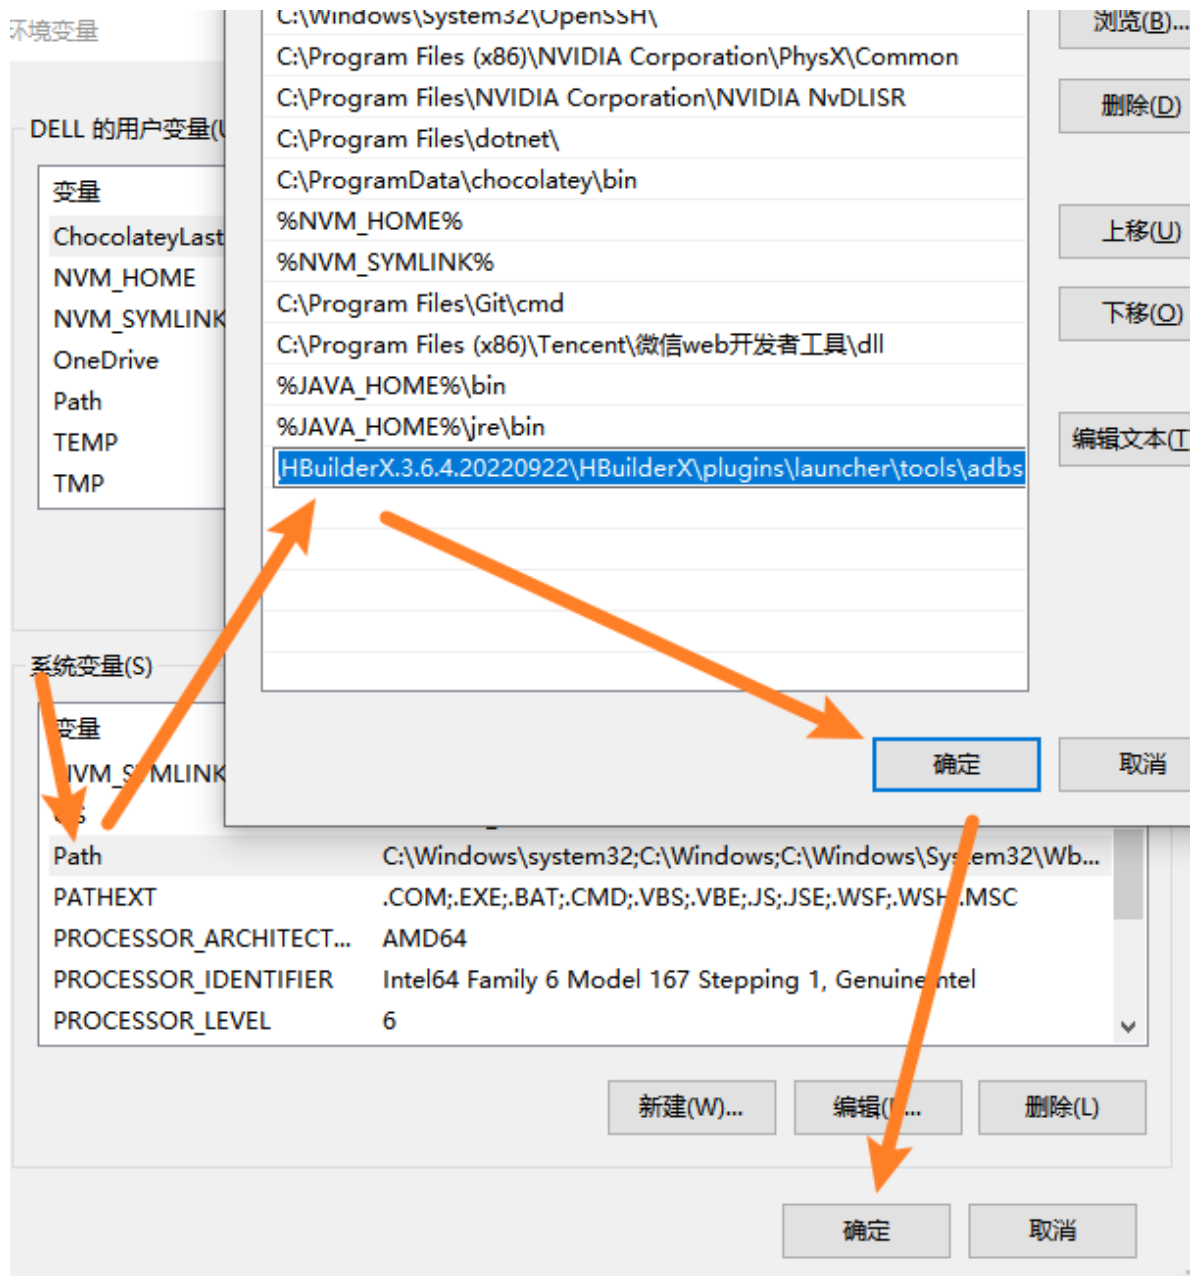 环境变量
C:\Windows\System32\OpenSSH\
浏览(B)...
C:\Program Files (x86)\NVIDIA Corporation\PhysX\Common
C:\Program Files\NVIDIA Corporation\NVIDIA NvDLISR
删除(D)
DELL 的用户变量(U
C:\Program Files\dotnet\
变量
C:\ProgramData\chocolatey\bin
ChocolateyLast
%NVM_HOME%
上移(U)
NVM_HOME
%NVM_SYMLINK%
NVM_SYMLINK
C:\Program Files\Git\cmd
下移(O)
OneDrive
C:\Program Files (x86)\Tencent\微信web开发者工具\dll
Path
%JAVA_HOME%\bin
TEMP
%JAVA_HOME%\jre\bin
编辑文本(T
TMP
HBuilderX.3.6.4.20220922\HBuilderX\plugins\launcher\tools\adbs
系统变量(S)
变量
确定
取消
NVM_SYMLINK
Path
C:\Windows\system32;C:\Windows;C:\Windows\System32\Wb...
PATHEXT
.COM;.EXE;.BAT;.CMD;.VBS;.VBE;.JS;.JSE;.WSF;.WSH;.MSC
PROCESSOR_ARCHITECT...
AMD64
PROCESSOR_IDENTIFIER
Intel64 Family 6 Model 167 Stepping 1, GenuineIntel
PROCESSOR_LEVEL
6
新建(W)...
编辑(I)...
删除(L)
确定
取消